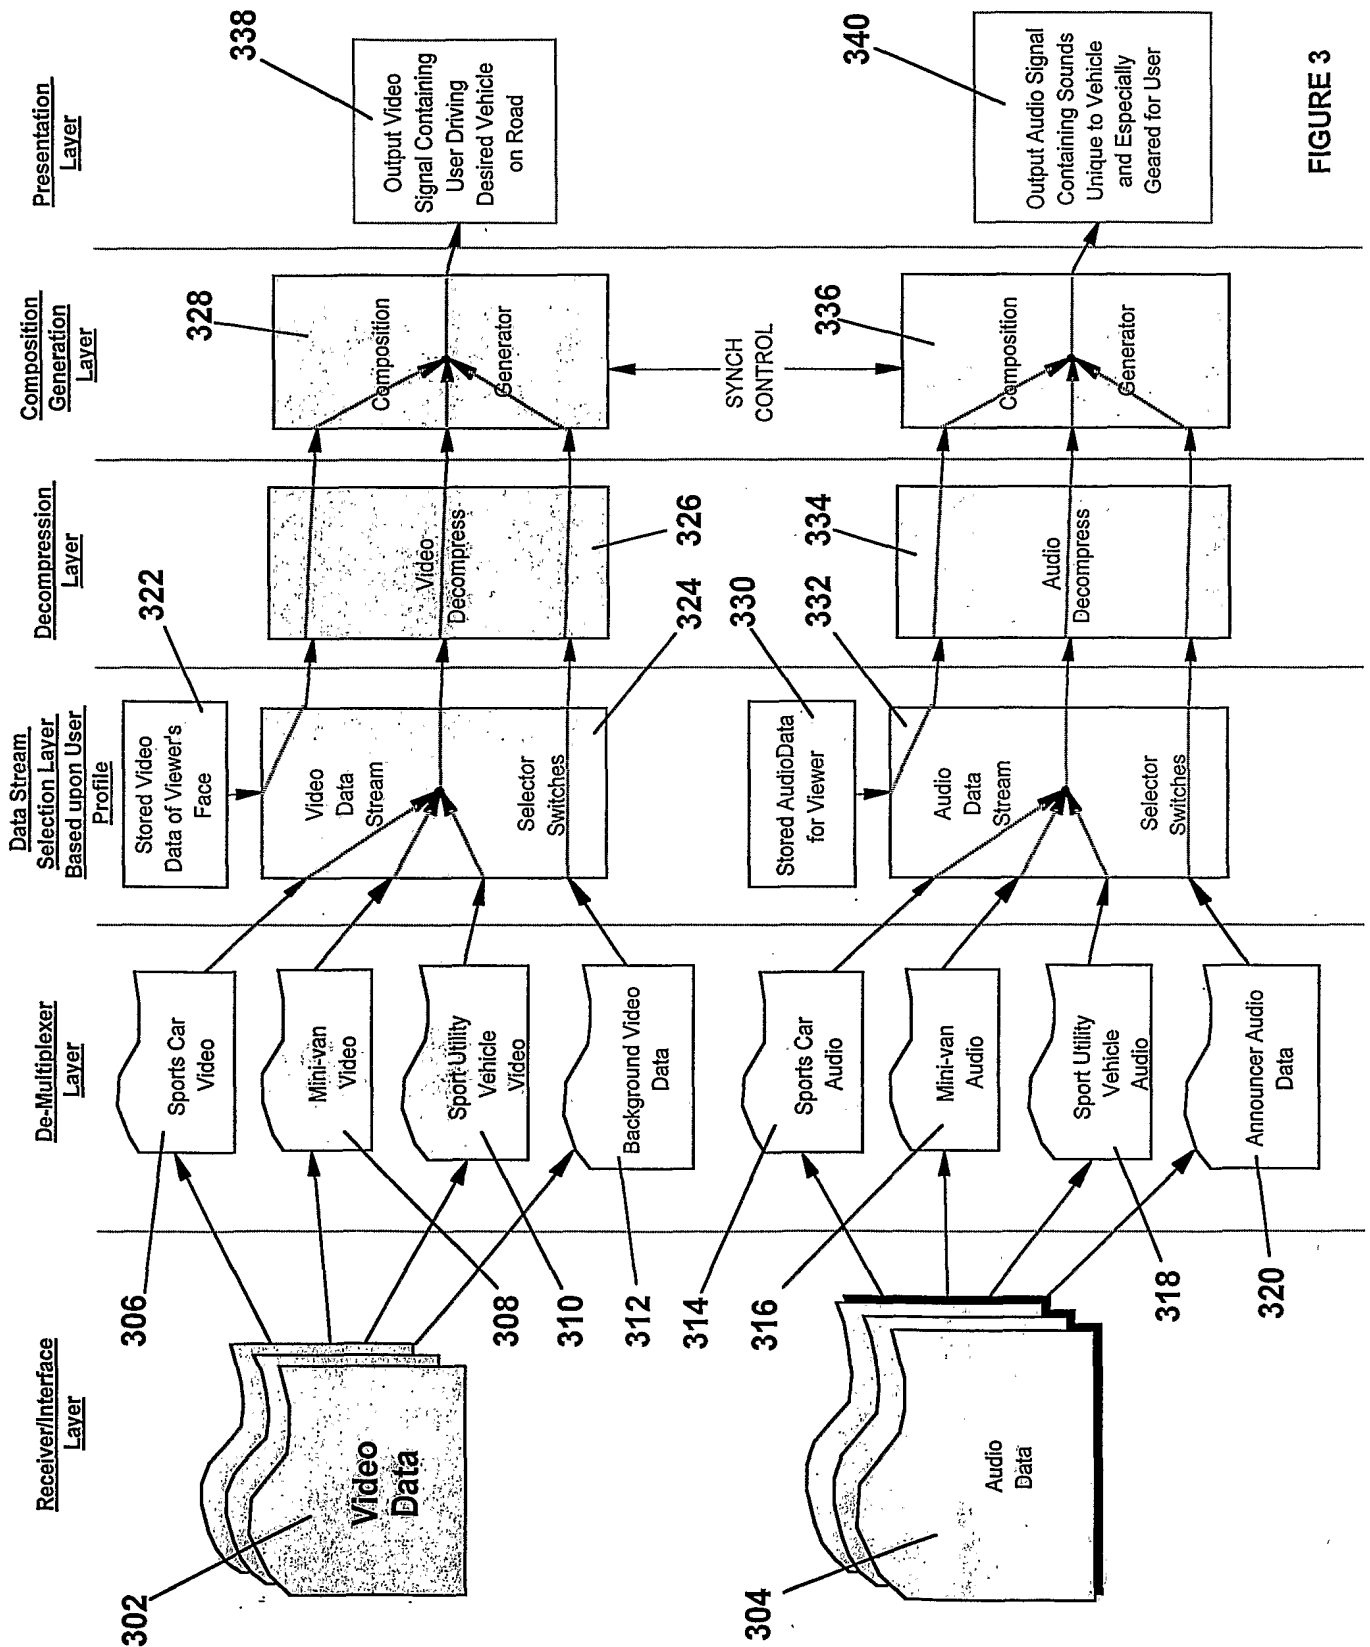 Receiver/Interface
Layer
De-Multiplexer
Layer
Data Stream
Selection Layer
Based upon User
Profile
Decompression
Layer
Composition
Generation
Layer
Presentation
Layer
302
Video
Data
306
Sports Car
Video
308
Mini-van
Video
310
Sport Utility
Vehicle
Video
312
Background Video
Data
322
Stored Video
Data of Viewer's
Face
Video
Data
Stream
Selector
Switches
324
Video
Decompress
326
328
Composition
Generator
338
Output Video
Signal Containing
User Driving
Desired Vehicle
on Road
SYNCH
CONTROL
304
Audio
Data
314
Sports Car
Audio
316
Mini-van
Audio
318
Sport Utility
Vehicle
Audio
320
Announcer Audio
Data
330
Stored AudioData
for Viewer
332
Audio
Data
Stream
Selector
Switches
334
Audio
Decompress
336
Composition
Generator
340
Output Audio Signal
Containing Sounds
Unique to Vehicle
and Especially
Geared for User
FIGURE 3